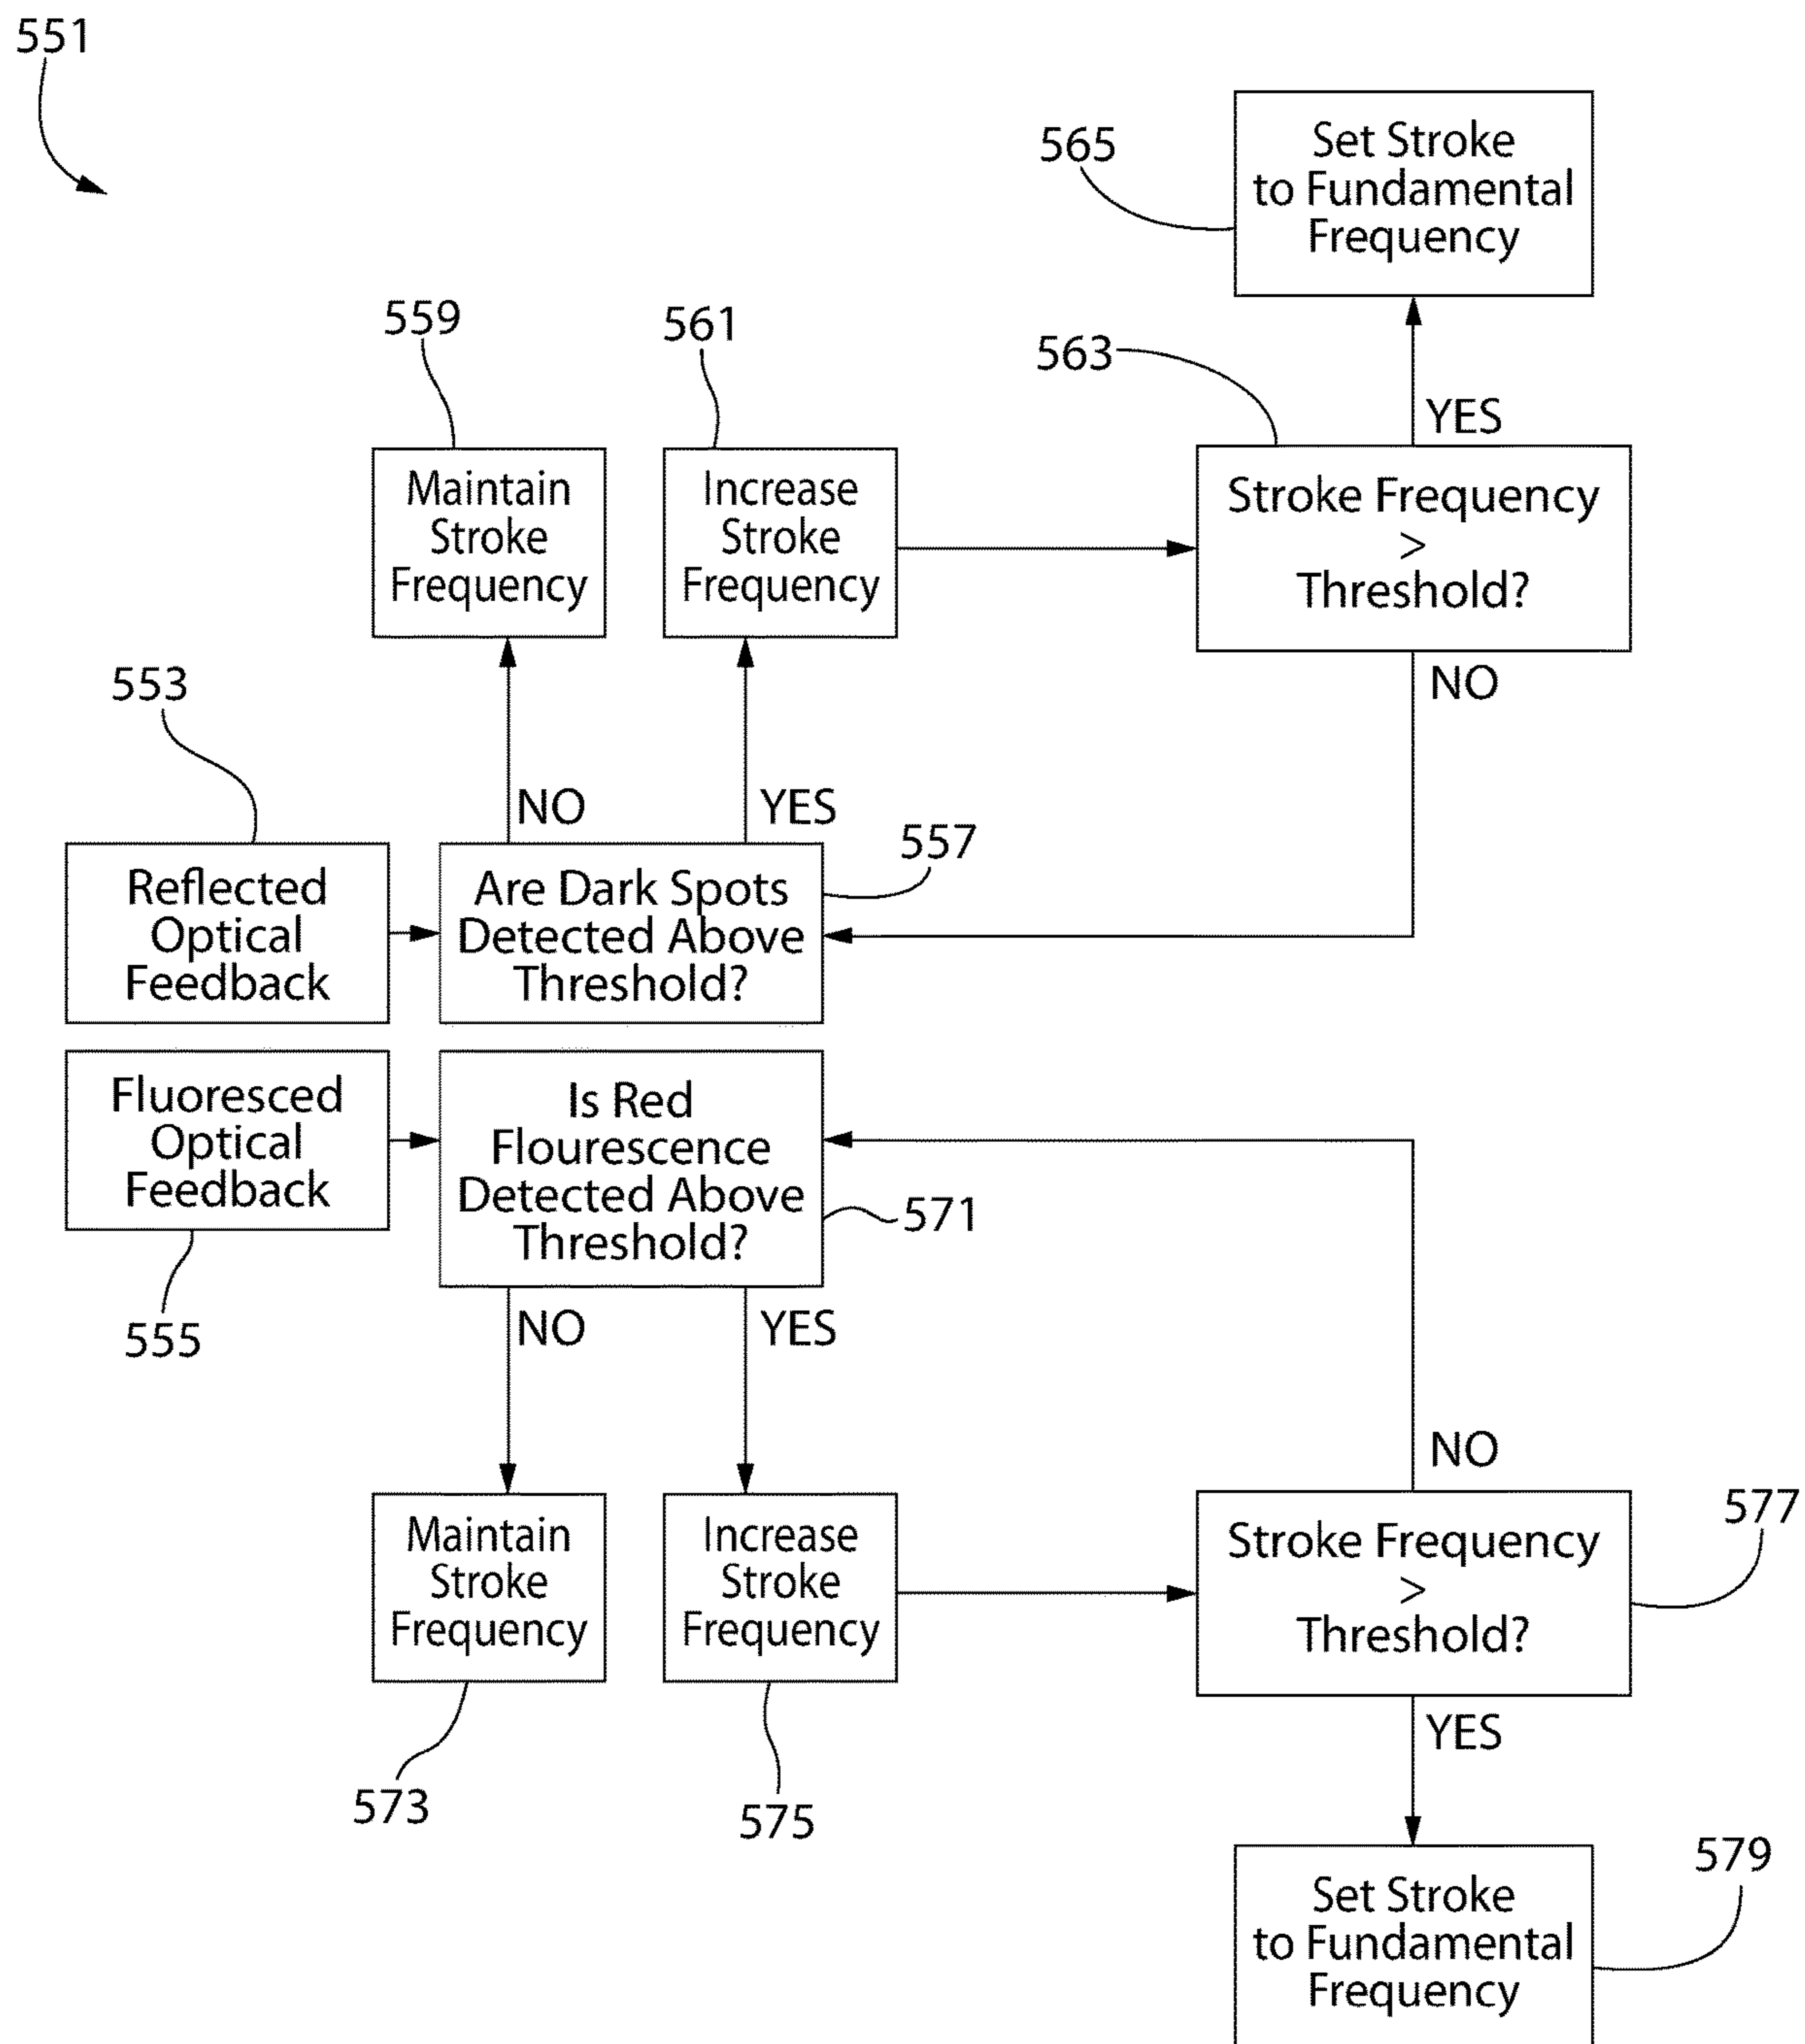 551
565
Set Stroke
to Fundamental
Frequency
559
561
563
YES
Maintain
Stroke
Frequency
Increase
Stroke
Frequency
Stroke Frequency
>
Threshold?
553
NO
NO
YES
557
Reflected
Optical
Feedback
Are Dark Spots
Detected Above
Threshold?
Fluoresced
Optical
Feedback
Is Red
Flourescence
Detected Above
Threshold?
571
555
NO
YES
NO
577
Maintain
Stroke
Frequency
Increase
Stroke
Frequency
Stroke Frequency
>
Threshold?
573
575
YES
579
Set Stroke
to Fundamental
Frequency